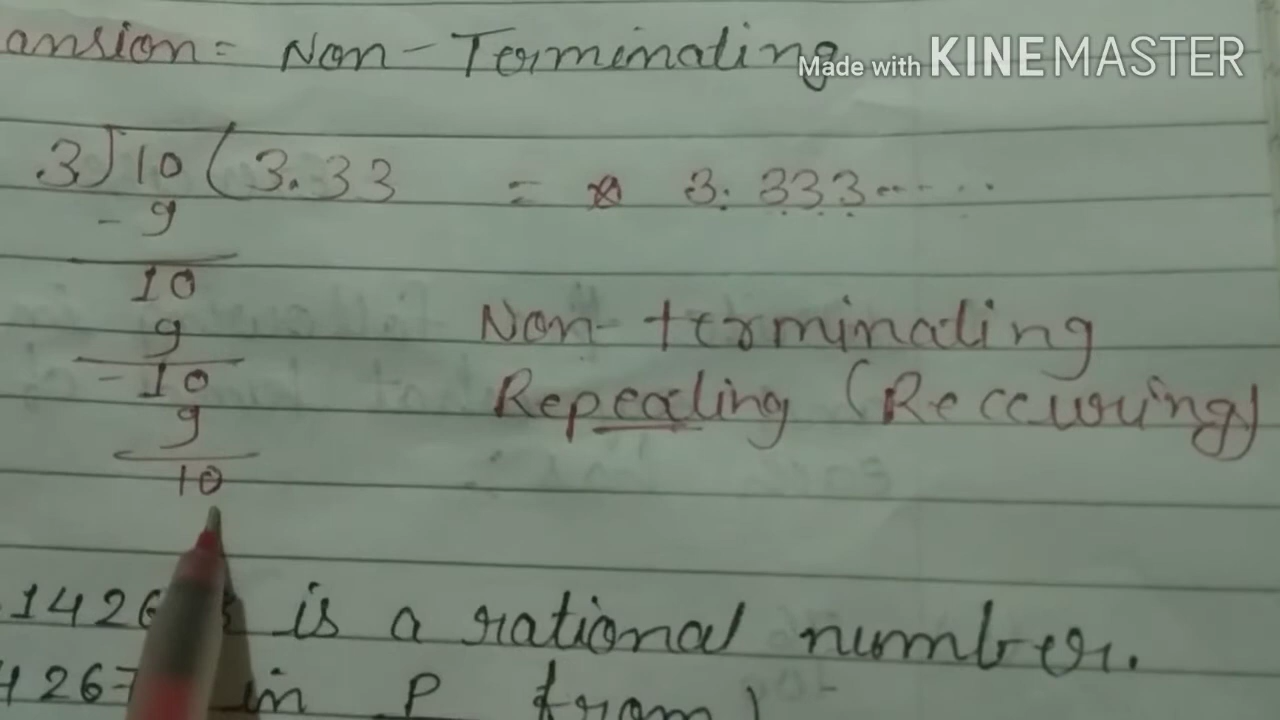 ansion = Non-Terminating
Made with KINEMASTER
3)10(3.33 = 3.333.....
- 9
10
9
- 10
9
10
Non-terminating
Repeating (Reccuring)
is a rational number.
in P from